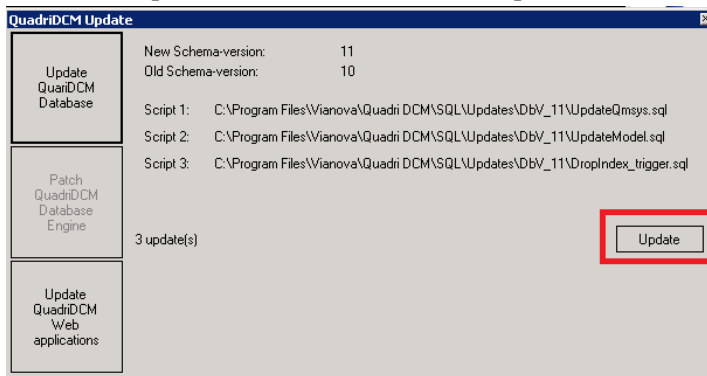 QuadriDCM Update
Update
QuariDCM
Database
New Schema-version: 11
Old Schema-version: 10
Script 1: C:\Program Files\Vianova\Quadri DCM\SQL\Updates\DbV_11\UpdateQmsys.sql
Script 2: C:\Program Files\Vianova\Quadri DCM\SQL\Updates\DbV_11\UpdateModel.sql
Script 3: C:\Program Files\Vianova\Quadri DCM\SQL\Updates\DbV_11\DropIndex_trigger.sql
Patch
QuadriDCM
Database
Engine
3 update(s)
Update
Update
QuadriDCM
Web
applications